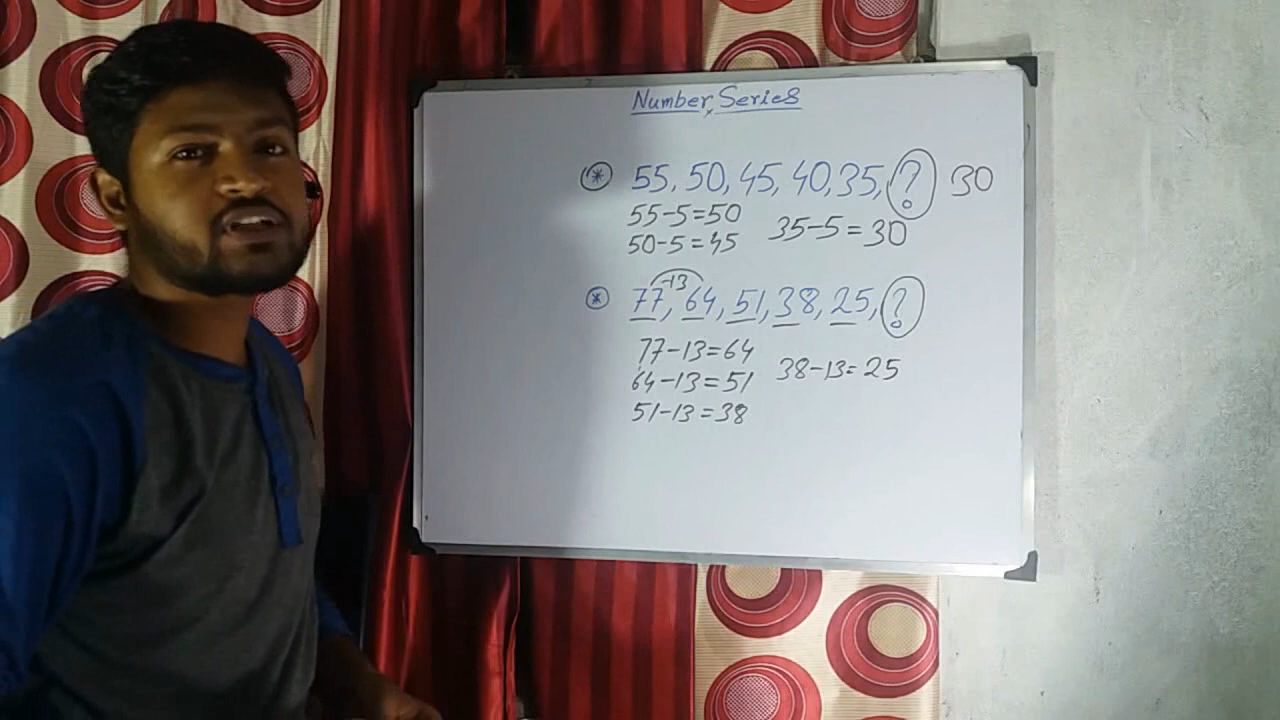 Number Series
(*) 55, 50, 45, 40, 35, ? 30
55-5=50
50-5=45
35-5=30
-13
(*) 77, 64, 51, 38, 25, ?
77-13=64
64-13=51
51-13=38
38-13=25